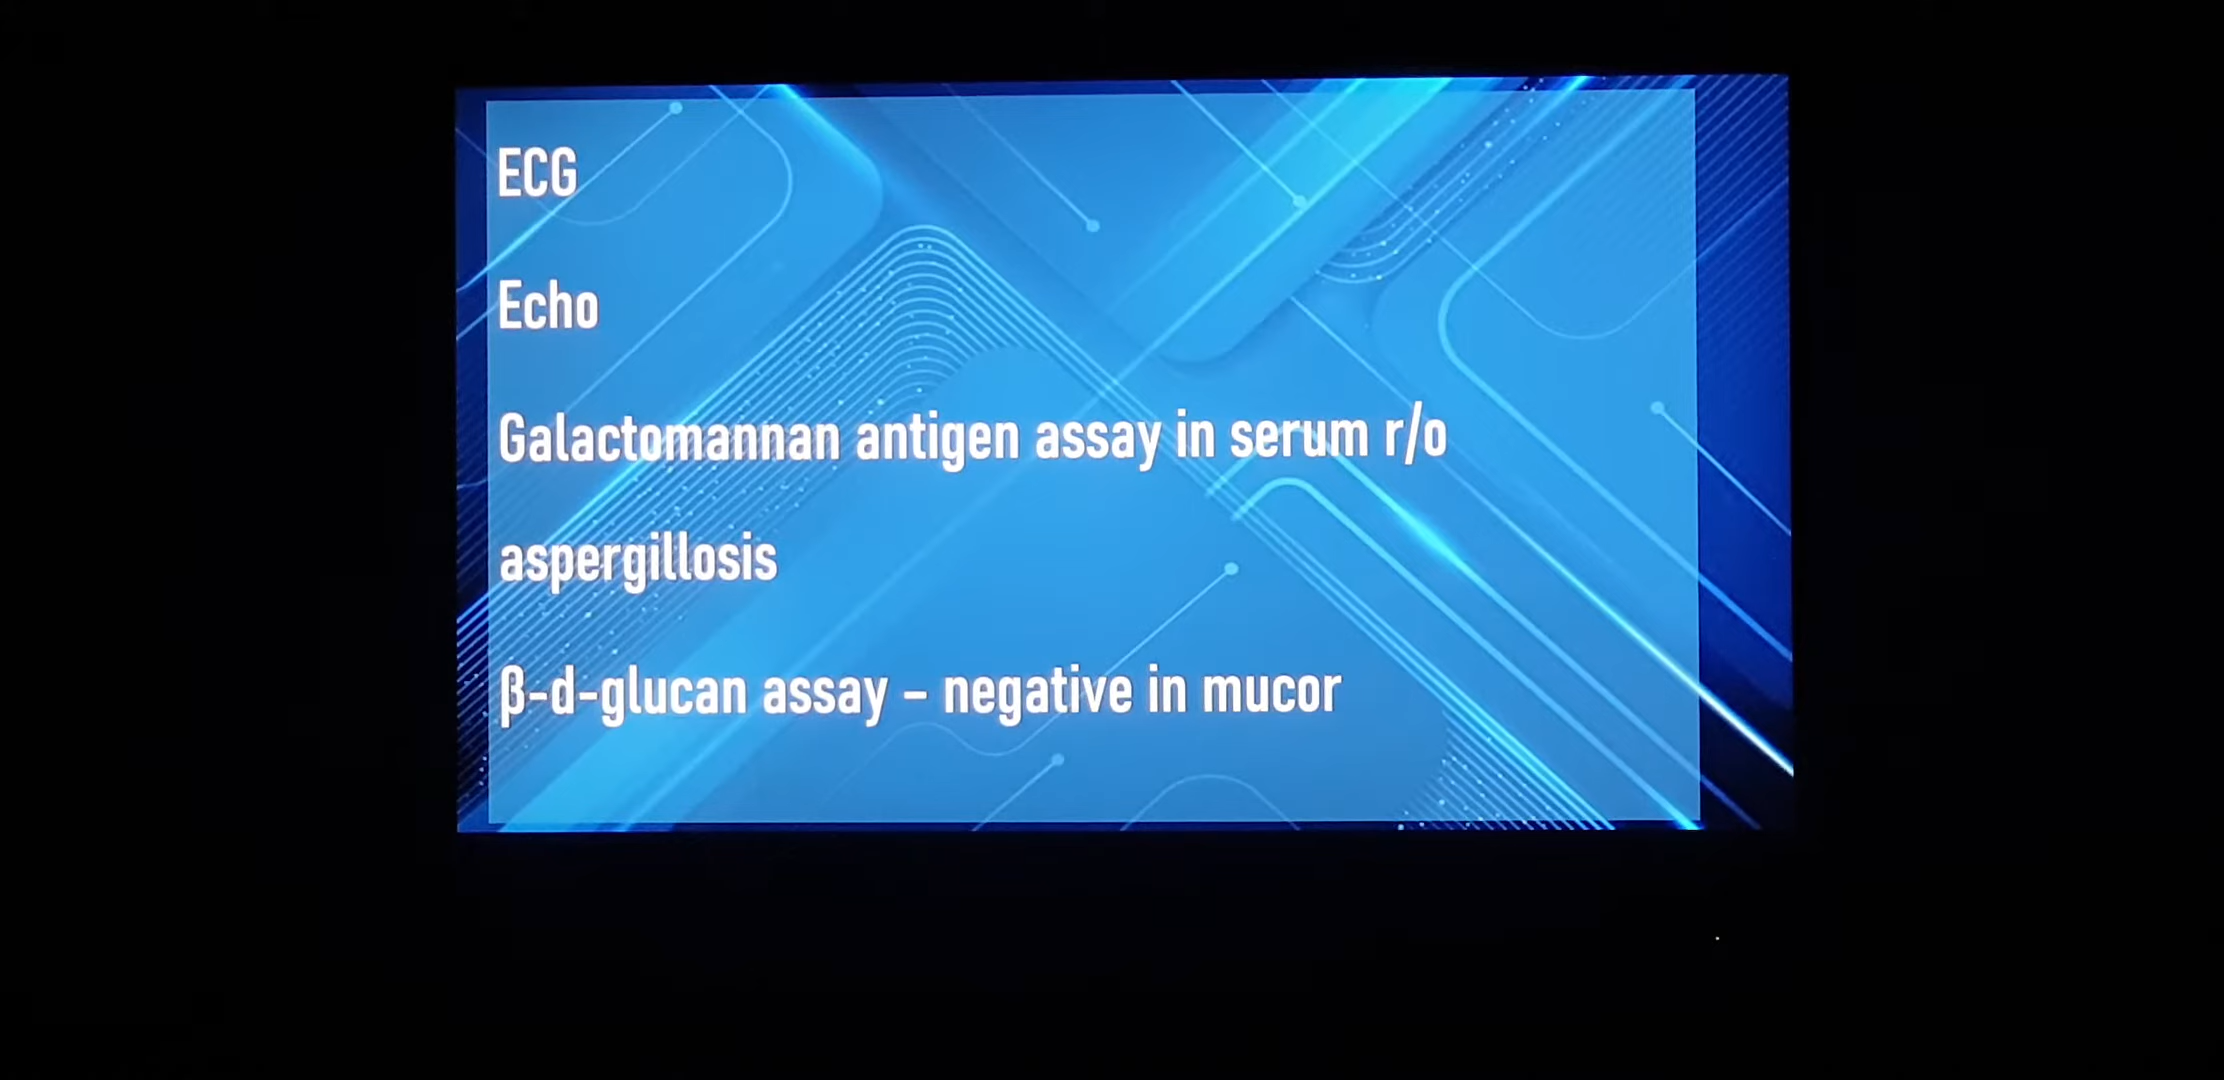 ECG
Echo
Galactomannan antigen assay in serum r/o
aspergillosis
β-d-glucan assay – negative in mucor